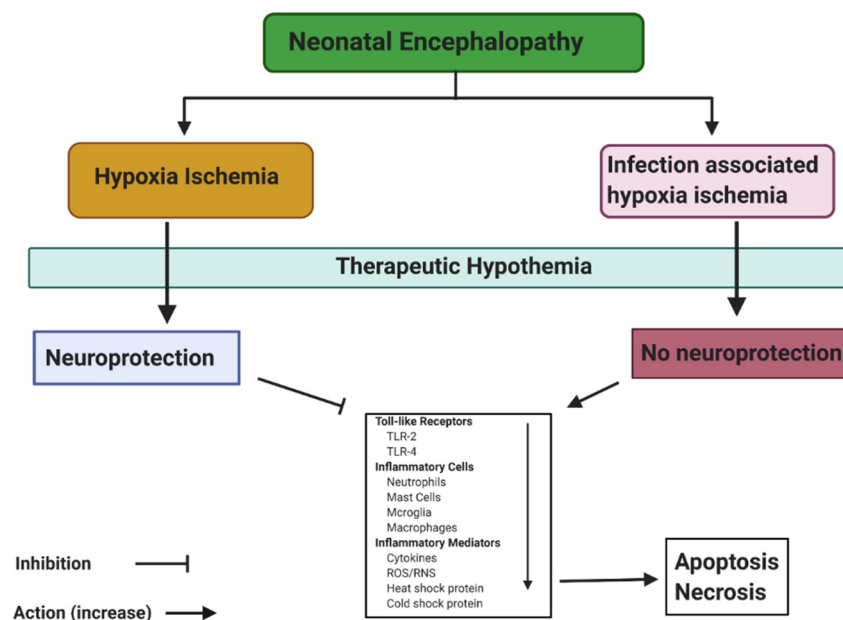 Neonatal Encephalopathy
Hypoxia Ischemia
Infection associated
hypoxia ischemia
Therapeutic Hypothemia
Neuroprotection
No neuroprotection
Toll-like Receptors
TLR-2
TLR-4
Inflammatory Cells
Neutrophils
Mast Cells
Mcroglia
Macrophages
Inflammatory Mediators
Cytokines
ROS/RNS
Heat shock protein
Cold shock protein
Apoptosis
Necrosis
Inhibition
Action (increase)